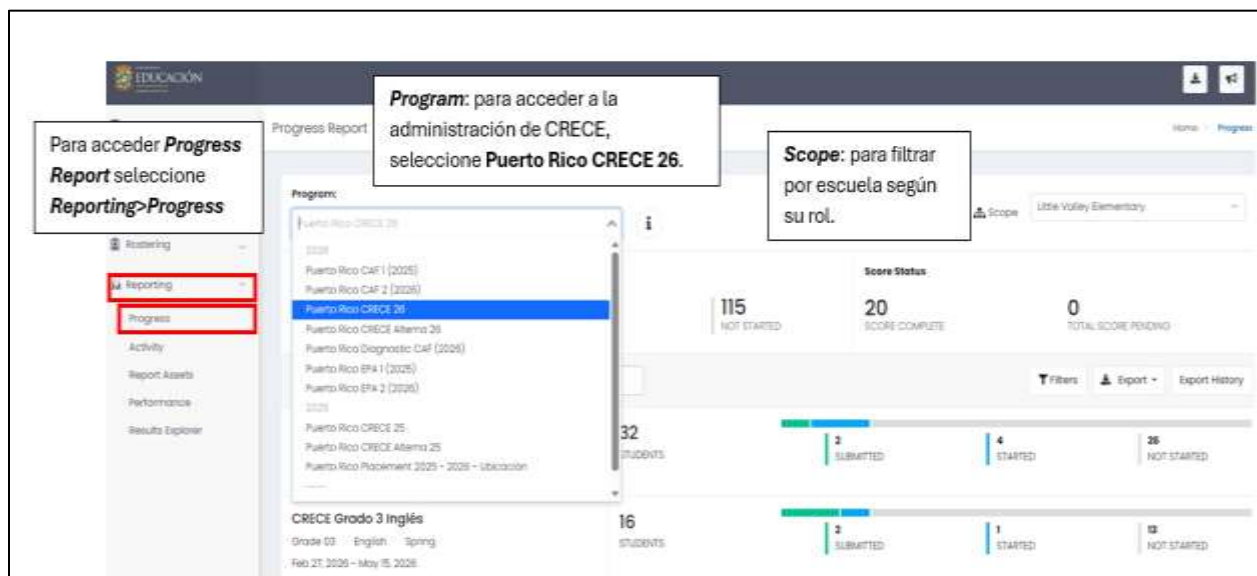 EDUCACIÓN
Program: para acceder a la
administración de CRECE,
seleccione Puerto Rico CRECE 26.
Para acceder Progress
Report seleccione
Reporting>Progress
Progress Report
Home
Progress
Scope: para filtrar
por escuela según
su rol.
Program:
Puerto Rico CRECE 26
i
Scope
Little Valley Elementary
Rostering
Reporting
Progress
Activity
Report Assets
Performance
Results Explorer
2026
Puerto Rico CAF 1 (2025)
Puerto Rico CAF 2 (2026)
Puerto Rico CRECE 26
Puerto Rico CRECE Alterna 26
Puerto Rico Diagnostic CAF (2026)
Puerto Rico EPA 1 (2025)
Puerto Rico EPA 2 (2026)
2025
Puerto Rico CRECE 25
Puerto Rico CRECE Alterna 25
Puerto Rico Placement 2025 - 2026 - Ubicación
115
NOT STARTED
Score Status
20
SCORE COMPLETE
0
TOTAL SCORE PENDING
Filters
Export
Export History
32
STUDENTS
2
SUBMITTED
4
STARTED
26
NOT STARTED
CRECE Grado 3 Inglés
Grade 03 English Spring
Feb 27, 2026 - May 15, 2026
16
STUDENTS
SUBMITTED
1
STARTED
NOT STARTED